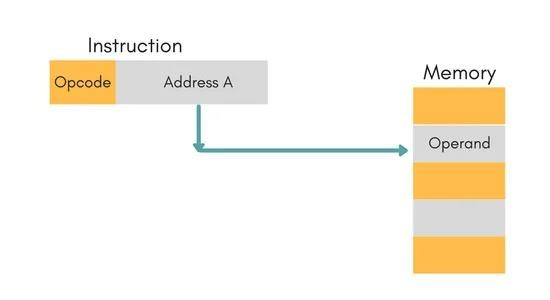 Instruction
Opcode
Address A
Memory
Operand